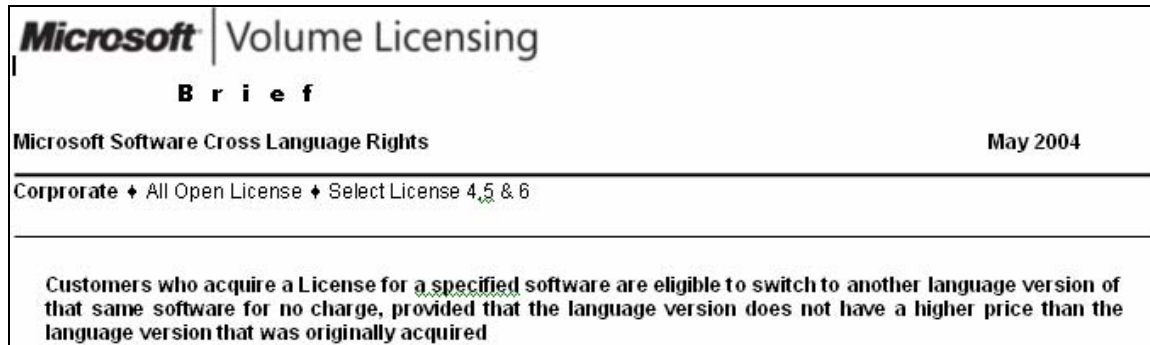 Microsoft | Volume Licensing
B r i e f
Microsoft Software Cross Language Rights May 2004
Corprorate ♦ All Open License ♦ Select License 4,5 & 6
Customers who acquire a License for a specified software are eligible to switch to another language version of
that same software for no charge, provided that the language version does not have a higher price than the
language version that was originally acquired